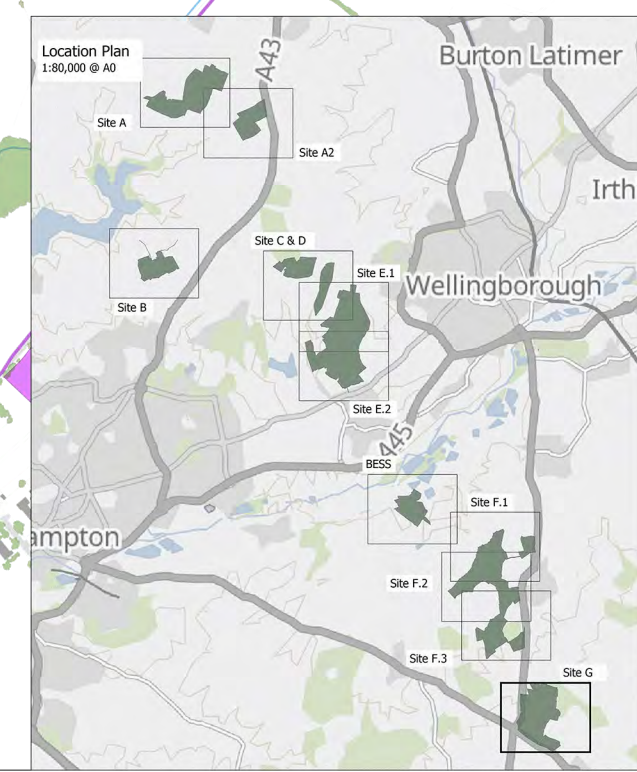 Location Plan
1:80,000 @ A0
A43
Burton Latimer
Site A
Site A2
Irth
Site C & D
Site E.1
Wellingborough
Site B
Site E.2
A45
BESS
Site F.1
ampton
Site F.2
Site F.3
Site G